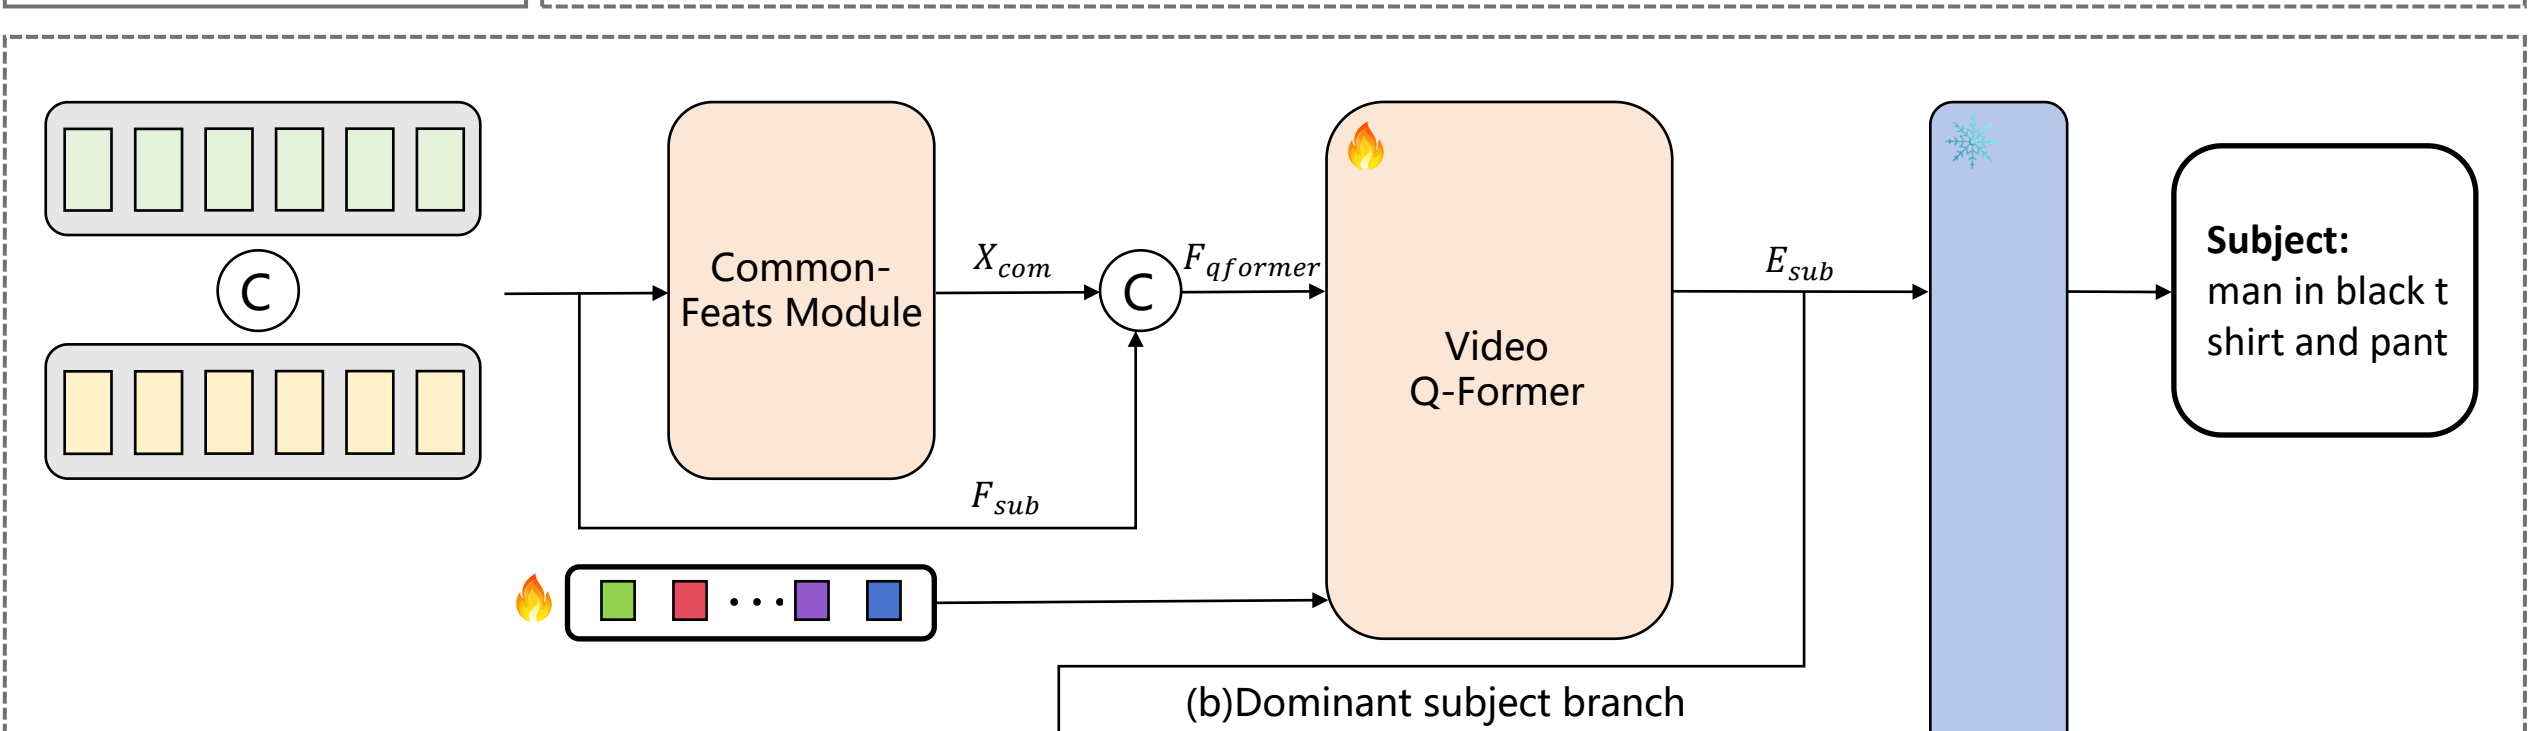 C
Common-
Feats Module
X_com
C
F_qformer
F_sub
Video
Q-Former
E_sub
Subject:
man in black t
shirt and pant
(b)Dominant subject branch